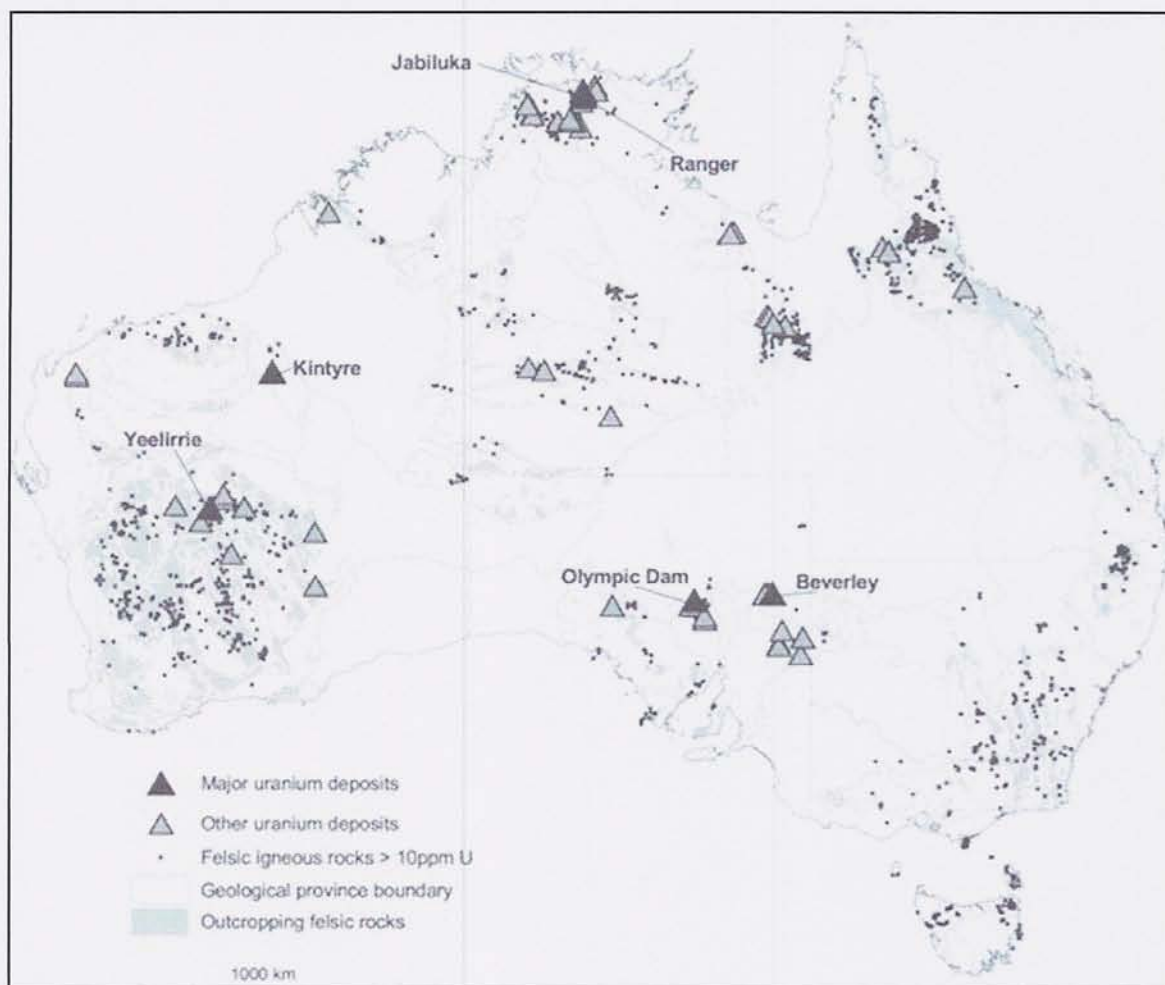 Jabiluka
Ranger
Kintyre
Yeelirrie
Olympic Dam
Beverley
Major uranium deposits
Other uranium deposits
Felsic igneous rocks > 10ppm U
Geological province boundary
Outcropping felsic rocks
1000 km